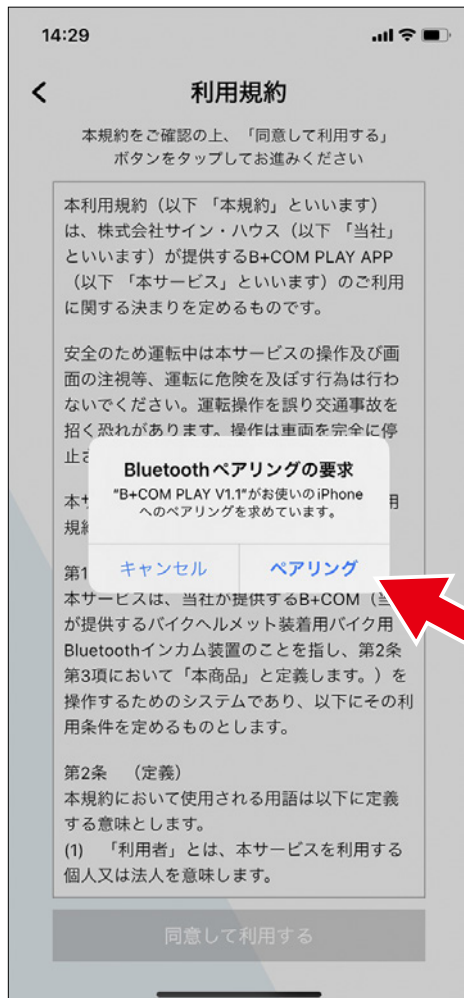 14:29
利用規約
本規約をご確認の上、「同意して利用する」
ボタンをタップしてお進みください
本利用規約（以下 「本規約」といいます）
は、株式会社サイン・ハウス（以下 「当社」
といいます）が提供するB+COM PLAY APP
（以下 「本サービス」といいます）のご利用
に関する決まりを定めるものです。
安全のため運転中は本サービスの操作及び画
面の注視等、運転に危険を及ぼす行為は行わ
ないでください。運転操作を誤り交通事故を
招く恐れがあります。操作は車両を完全に停
止
Bluetoothペアリングの要求
"B+COM PLAY V1.1"がお使いのiPhone
へのペアリングを求めています。
キャンセル
ペアリング
本
用
規
第1
本サービスは、当社が提供するB+COM（当
が提供するバイクヘルメット装着用バイク用
Bluetoothインカム装置のことを指し、第2条
第3項において「本商品」と定義します。）を
操作するためのシステムであり、以下にその利
用条件を定めるものとします。
第2条　（定義）
本規約において使用される用語は以下に定義
する意味とします。
(1)　「利用者」とは、本サービスを利用する
個人又は法人を意味します。
同意して利用する